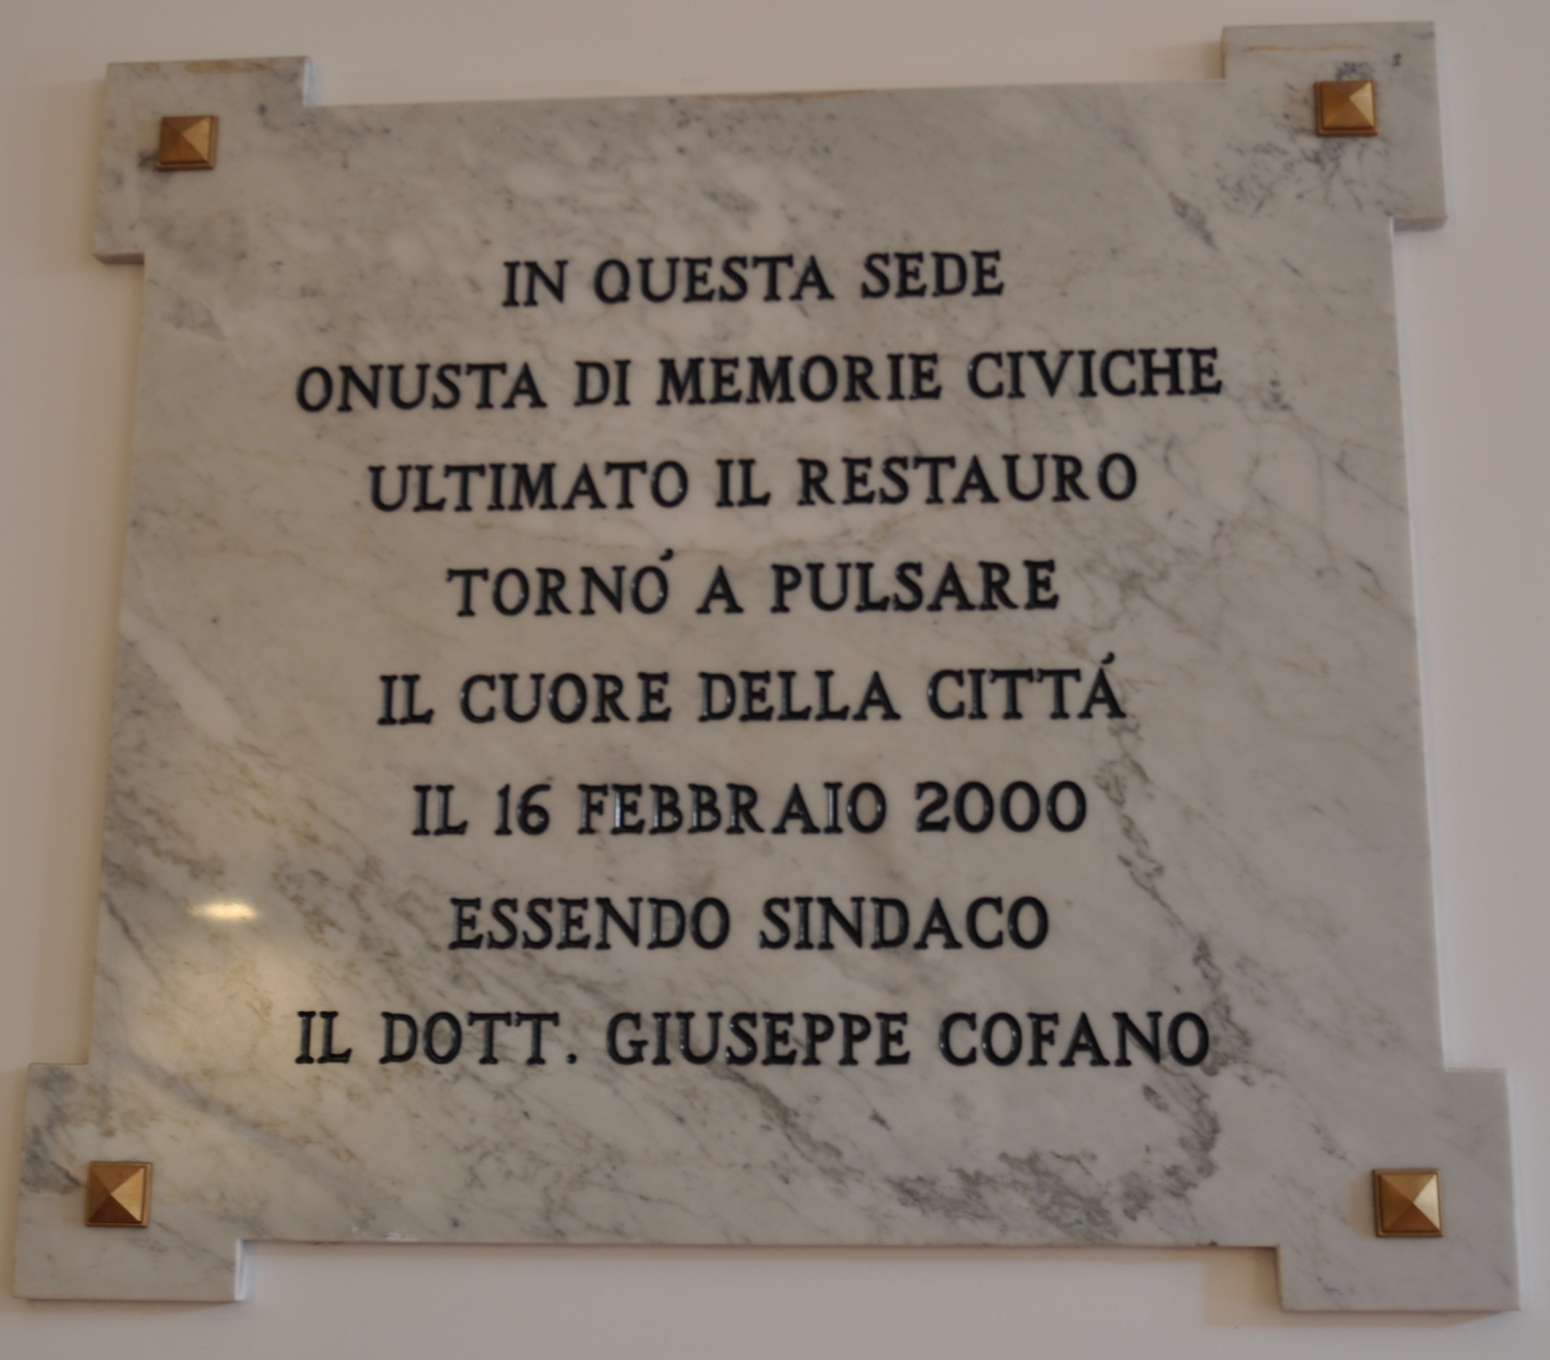 IN QUESTA SEDE
ONUSTA DI MEMORIE CIVICHE
ULTIMATO IL RESTAURO
TORNÓ A PULSARE
IL CUORE DELLA CITTÁ
IL 16 FEBBRAIO 2000
ESSENDO SINDACO
IL DOTT. GIUSEPPE COFANO